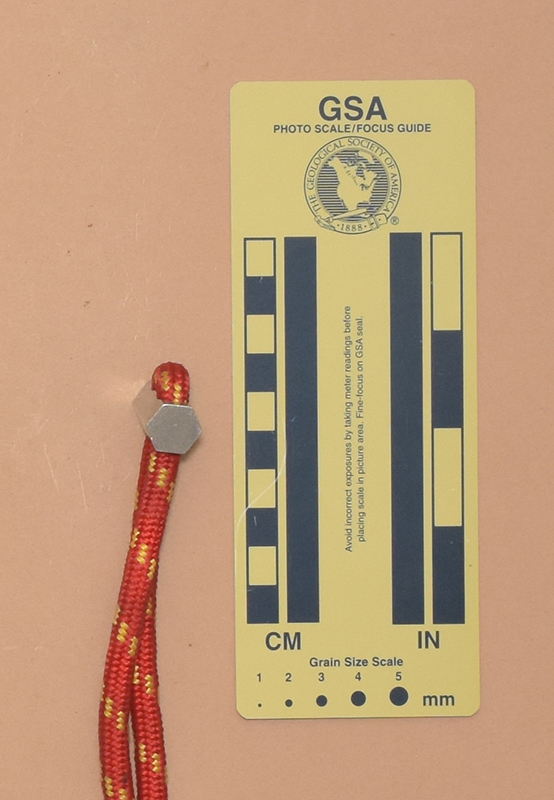 GSA
PHOTO SCALE/FOCUS GUIDE
THE GEOLOGICAL SOCIETY OF AMERICA
·1888·
®
Avoid incorrect exposures by taking meter readings before
placing scale in picture area. Fine-focus on GSA seal.
CM IN
Grain Size Scale
1 2 3 4 5
mm